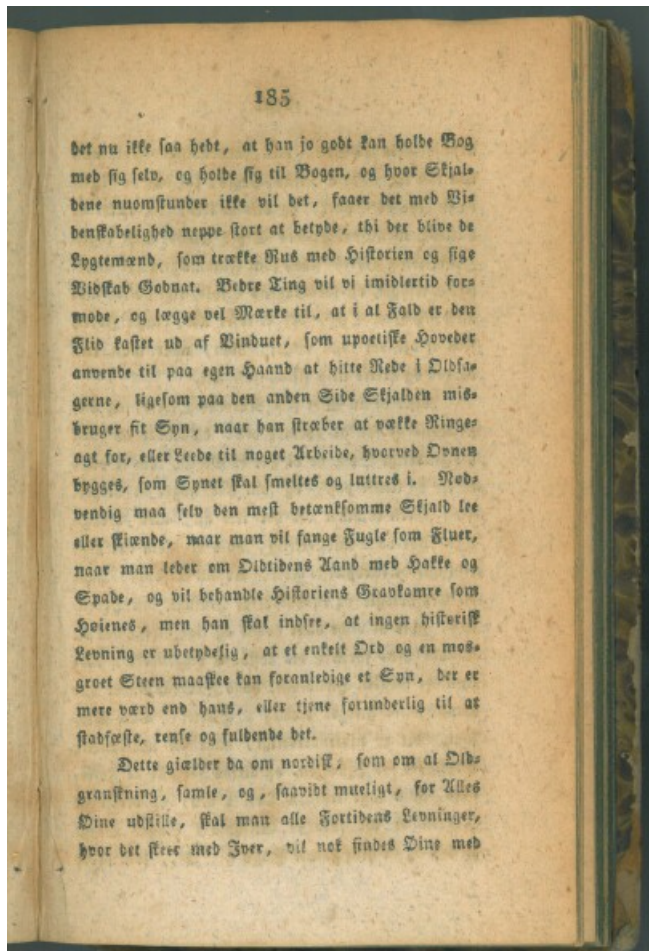 185
det nu ikke saa hedt, at han jo godt kan holde Bog
med sig selv, og holde sig til Bogen, og hvor Skjal-
dene nuomstunder ikke vil det, faaer det med Vi-
denskabelighed neppe stort at betyde, thi der blive de
Lygtemænd, som trække Rus med Historien og sige
Vidskab Godnat. Bedre Ting vil vi imidlertid for-
mode, og lægge vel Mærke til, at i al Fald er den
Flid kastet ud af Vinduet, som upoetiske Hoveder
anvende til paa egen Haand at hitte Rede i Oldsa-
gerne, ligesom paa den anden Side Skjalden mis-
bruger sit Syn, naar han stræber at vække Ringe-
agt for, eller Leede til noget Arbeide, hvorved Ovnen
bygges, som Synet skal smeltes og luttres i. Nød-
vendig maa selv den mest betænksomme Skjald lee
eller skiænde, naar man vil fange Fugle som Fluer,
naar man leder om Oldtidens Aand med Hakke og
Spade, og vil behandle Historiens Gravkamre som
Høienes, men han skal indsee, at ingen historisk
Levning er ubetydelig, at et enkelt Ord og en mos-
groet Steen maaskee kan foranledige et Syn, der er
mere værd end hans, eller tjene forunderlig til at
stadfæste, rense og fuldende det.
Dette giælder da om nordisk, som om al Old-
granskning, samle, og, saavidt mueligt, for Alles
Øine udstille, skal man alle Fortidens Levninger,
hvor det skeer med Iver, vil nok findes Øine med